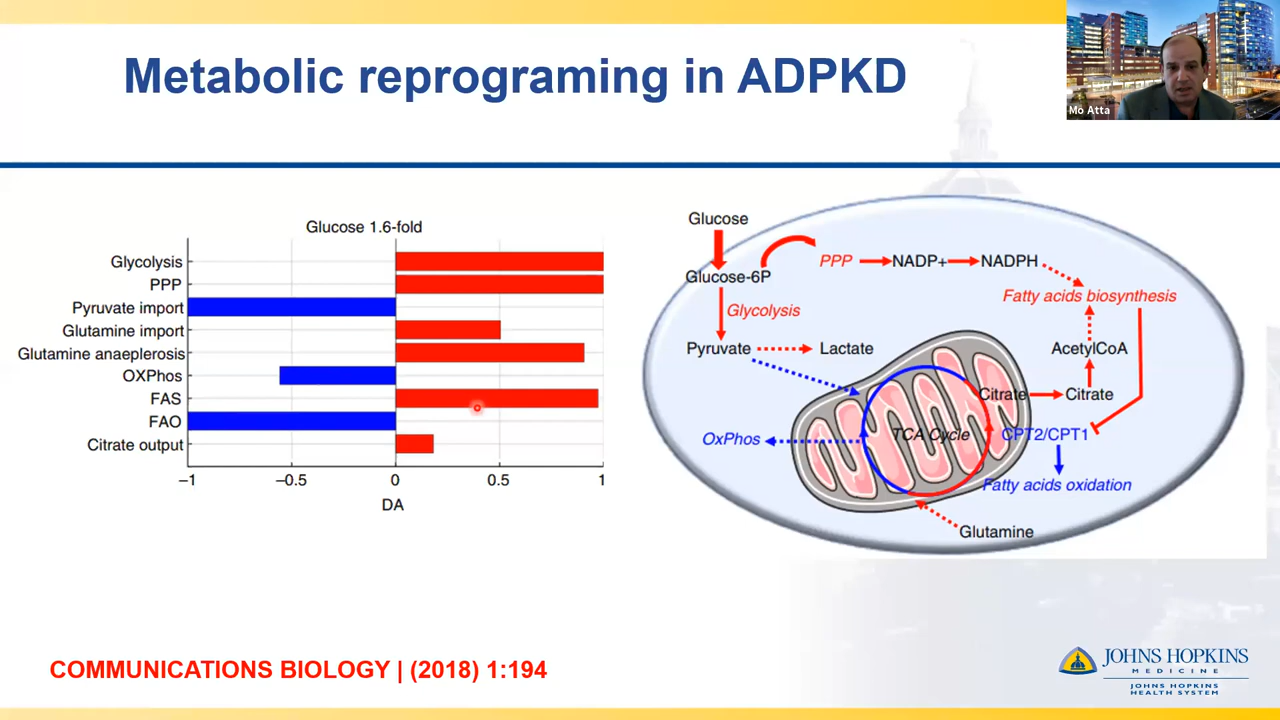 Metabolic reprograming in ADPKD
Mo Atta
Glucose 1.6-fold
Glycolysis
PPP
Pyruvate import
Glutamine import
Glutamine anaeplerosis
OXPhos
FAS
FAO
Citrate output
−1
−0.5
0
0.5
1
DA
Glucose
Glucose-6P
PPP
NADP+
NADPH
Fatty acids biosynthesis
Glycolysis
Pyruvate
Lactate
AcetylCoA
Citrate
Citrate
OxPhos
TCA Cycle
CPT2/CPT1
Fatty acids oxidation
Glutamine
COMMUNICATIONS BIOLOGY | (2018) 1:194
JOHNS HOPKINS
MEDICINE
JOHNS HOPKINS
HEALTH SYSTEM